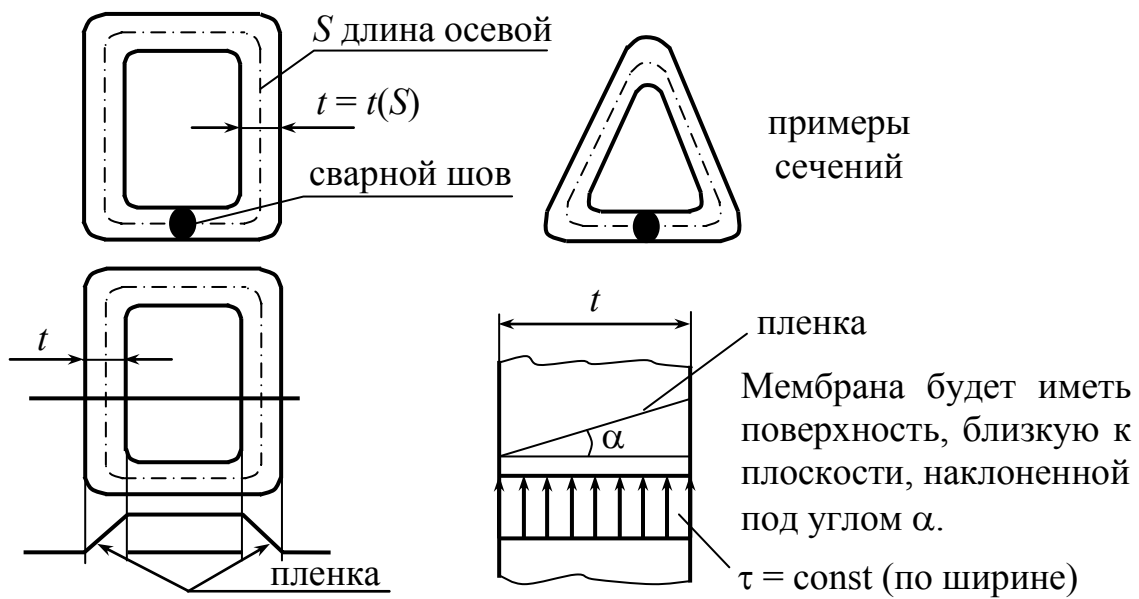 S длина осевой
t = t(S)
сварной шов
примеры
сечений
t
пленка
t
пленка
α
Мембрана будет иметь
поверхность, близкую к
плоскости, наклоненной
под углом α.
τ = const (по ширине)